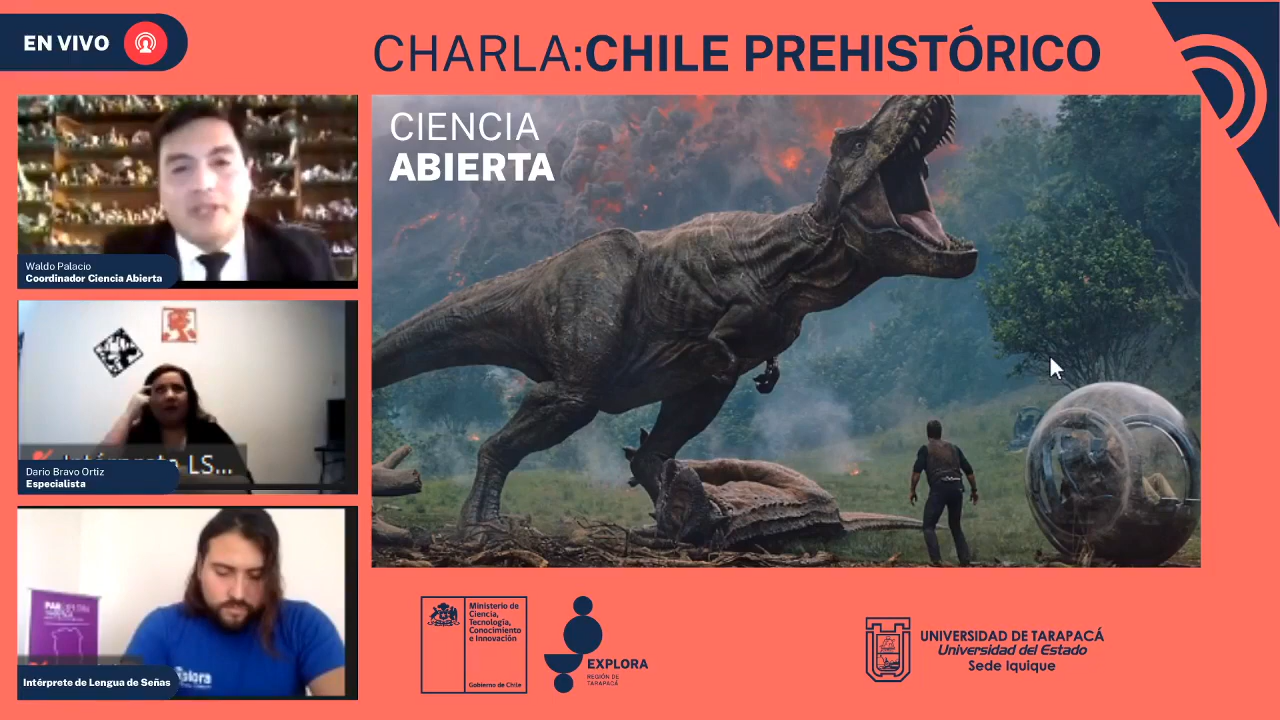 EN VIVO
CHARLA:CHILE PREHISTÓRICO
CIENCIA
ABIERTA
Waldo Palacio
Coordinador Ciencia Abierta
LS...
Dario Bravo Ortiz
Especialista
Intérprete de Lengua de Señas
Ministerio de
Ciencia,
Tecnología,
Conocimiento
e Innovación
Gobierno de Chile
EXPLORA
REGIÓN DE
TARAPACÁ
UNIVERSIDAD DE TARAPACÁ
Universidad del Estado
Sede Iquique